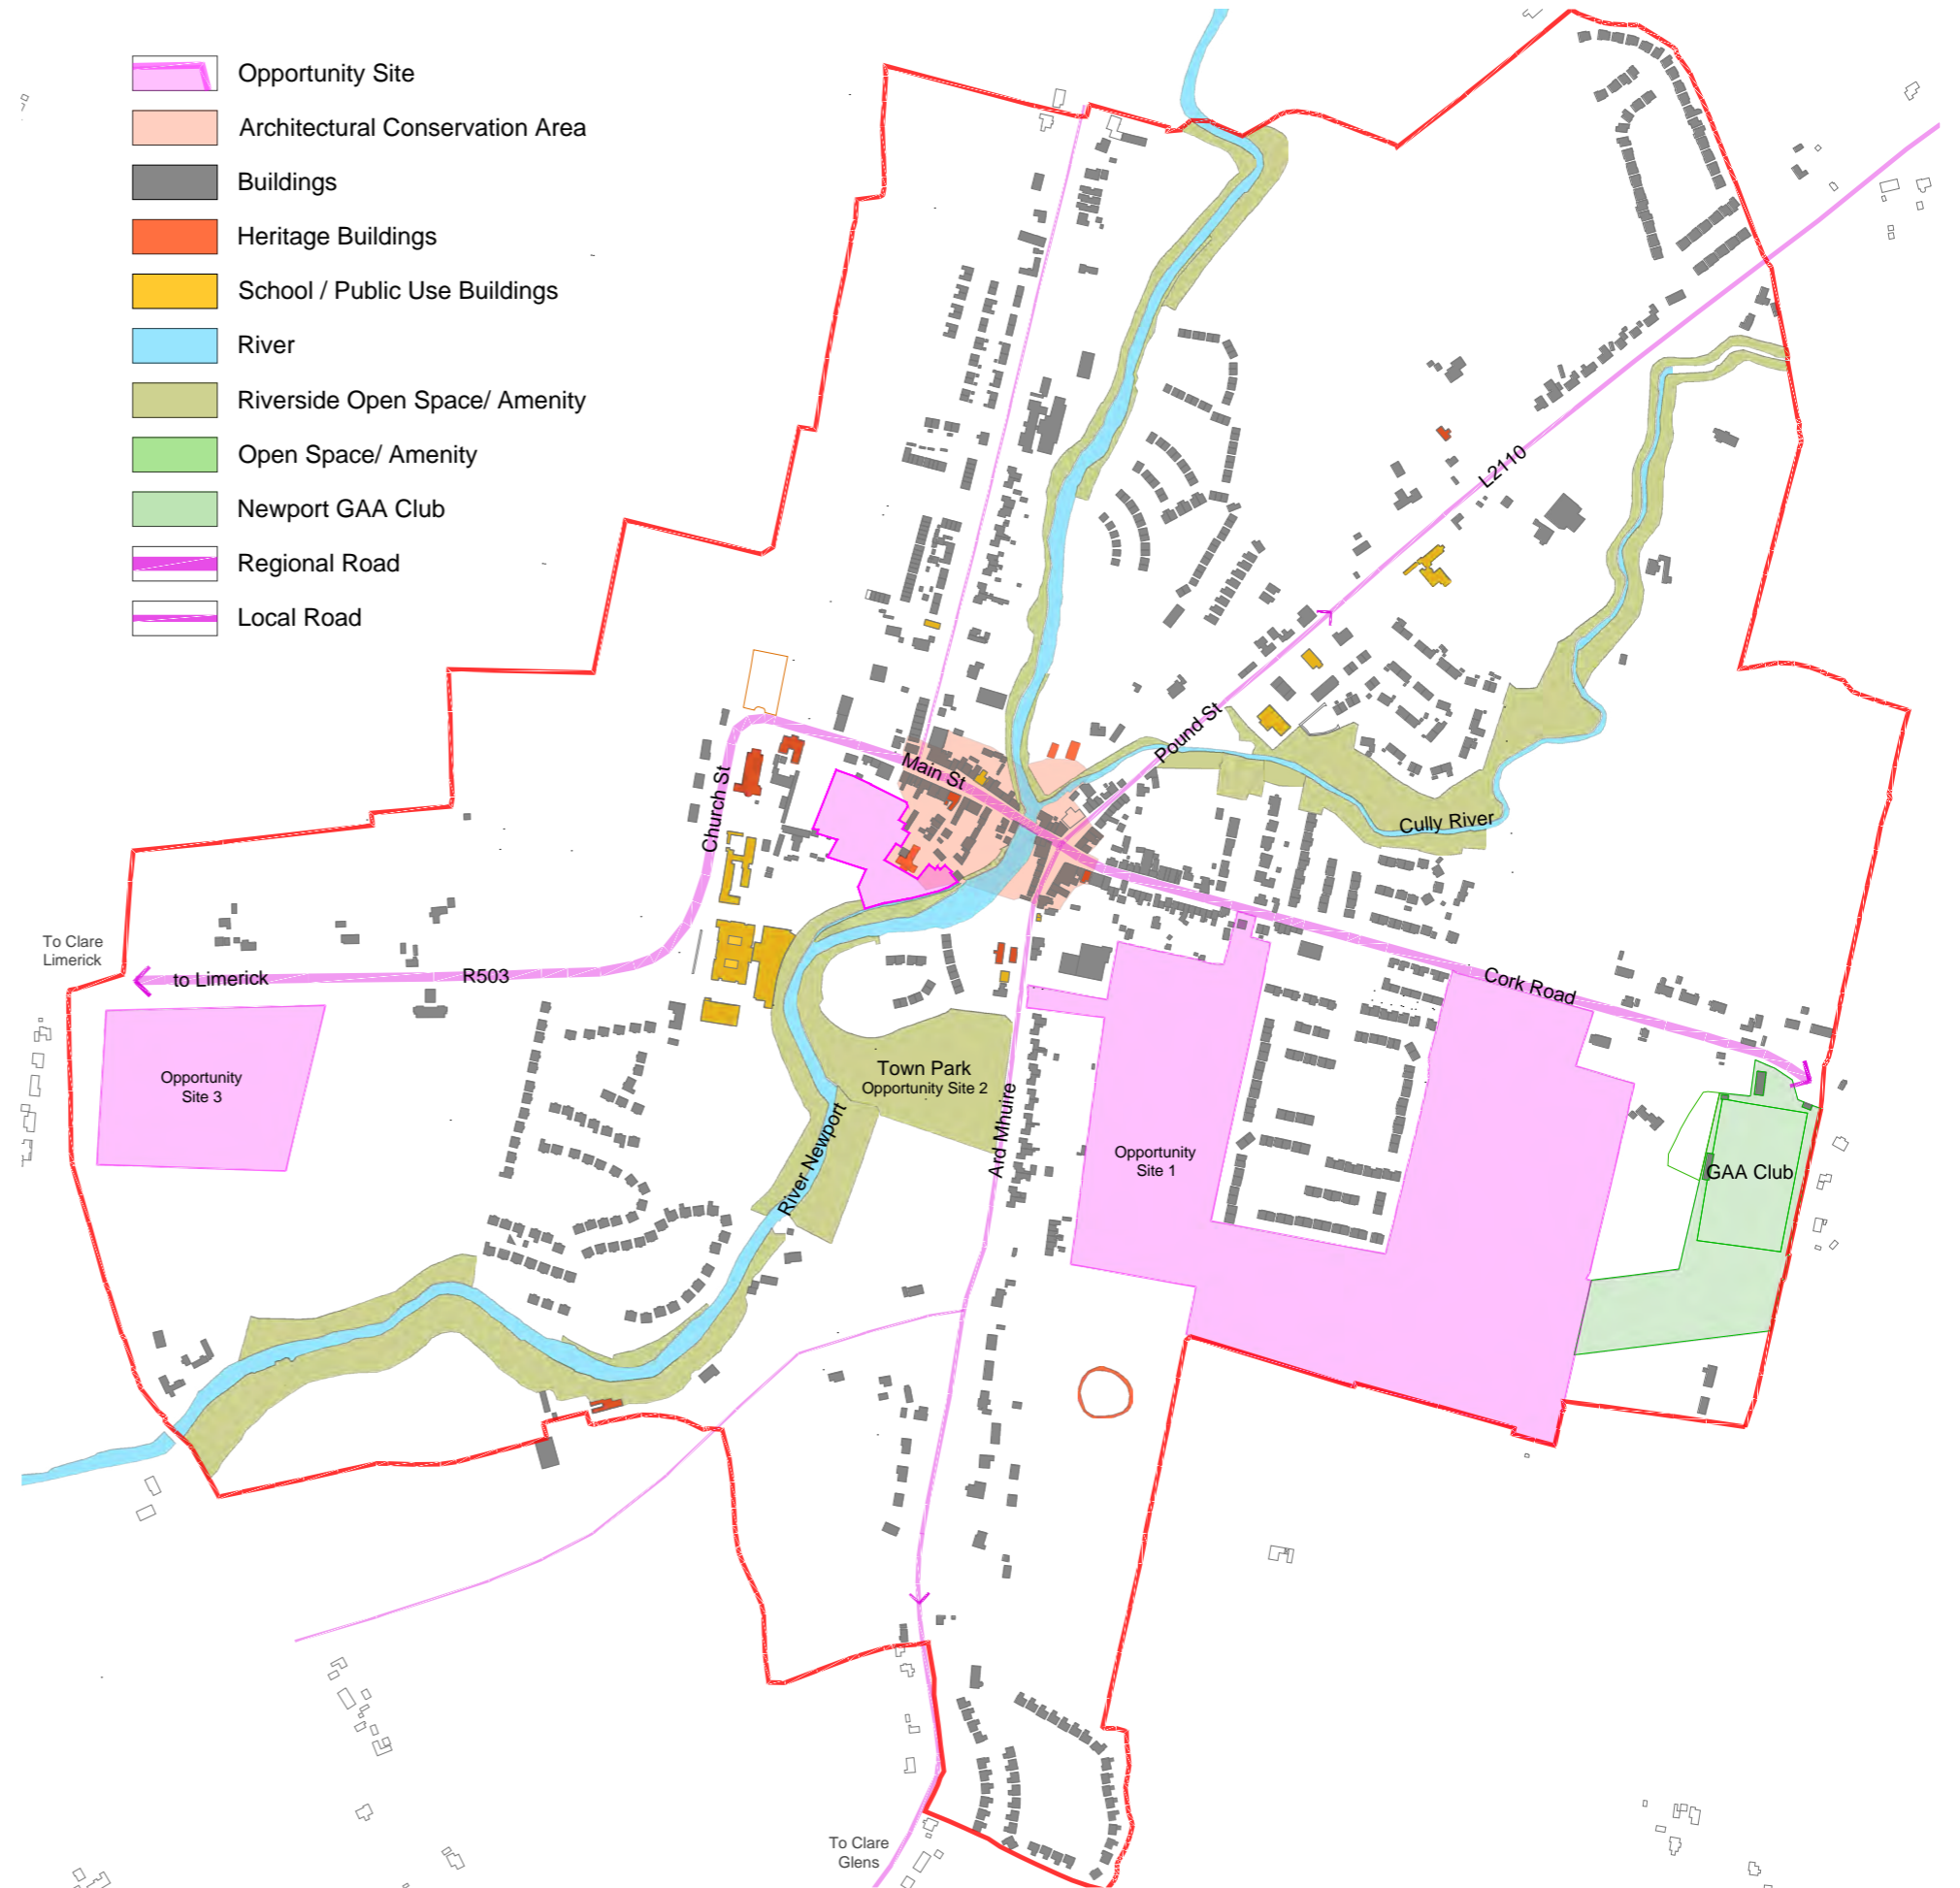 Opportunity Site
Architectural Conservation Area
Buildings
Heritage Buildings
School / Public Use Buildings
River
Riverside Open Space/ Amenity
Open Space/ Amenity
Newport GAA Club
Regional Road
Local Road
L2110
Pound St
Main St
Church St
Cully River
To Clare
Limerick
to Limerick
R503
Cork Road
Opportunity
Site 3
Town Park
Opportunity Site 2
Ard Mhuire
River Newport
Opportunity
Site 1
GAA Club
To Clare
Glens